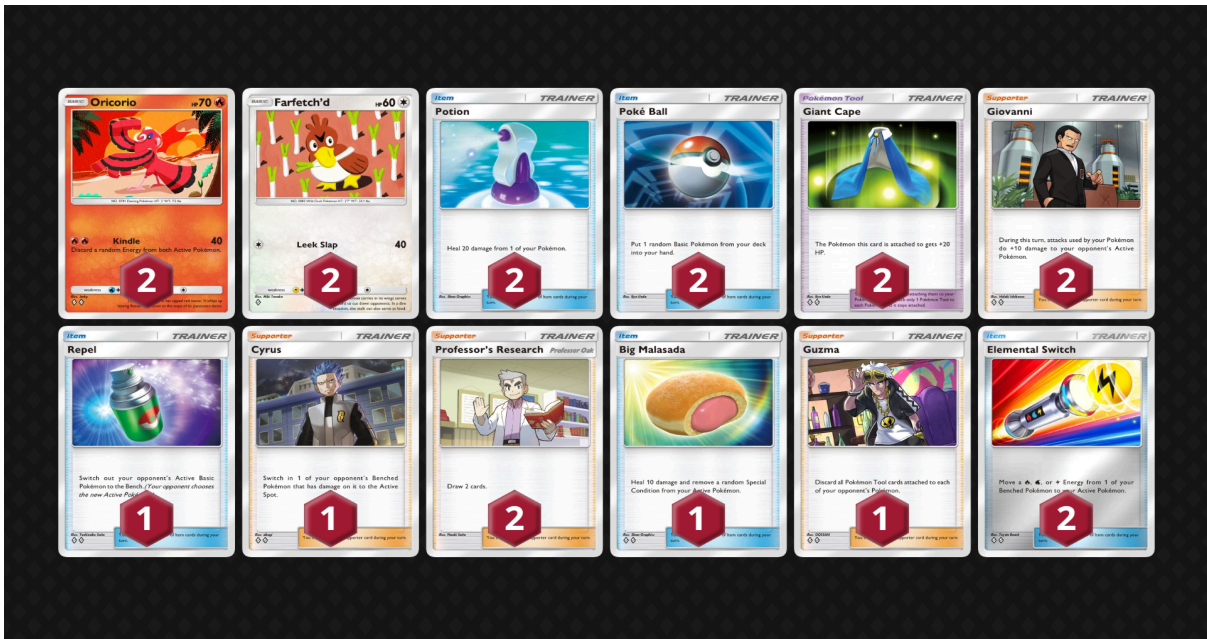 BASIC Oricorio HP 70
Kindle 40
Discard a random Energy from both Active Pokémon.
weakness
2
BASIC Farfetch'd HP 60
Leek Slap 40
weakness
2
Item TRAINER
Potion
Heal 20 damage from 1 of your Pokémon.
2
Item TRAINER
Poké Ball
Put 1 random Basic Pokémon from your deck
into your hand.
2
Pokémon Tool TRAINER
Giant Cape
The Pokémon this card is attached to gets +20
HP.
2
Supporter TRAINER
Giovanni
During this turn, attacks used by your Pokémon
do +10 damage to your opponent's Active
Pokémon.
2
Item TRAINER
Repel
Switch out your opponent's Active Basic
Pokémon to the Bench. (Your opponent chooses
the new Active
1
Supporter TRAINER
Cyrus
Switch in 1 of your opponent's Benched
Pokémon that has damage on it to the Active
Spot.
1
Supporter TRAINER
Professor's Research Professor Oak
Draw 2 cards.
2
Item TRAINER
Big Malasada
Heal 10 damage and remove a random Special
Condition from your Active Pokémon.
1
Supporter TRAINER
Guzma
Discard all Pokémon Tool cards attached to each
of your opponent's Pokémon.
1
Item TRAINER
Elemental Switch
Move a , , or Energy from 1 of your
Benched Pokémon to your Active Pokémon.
2